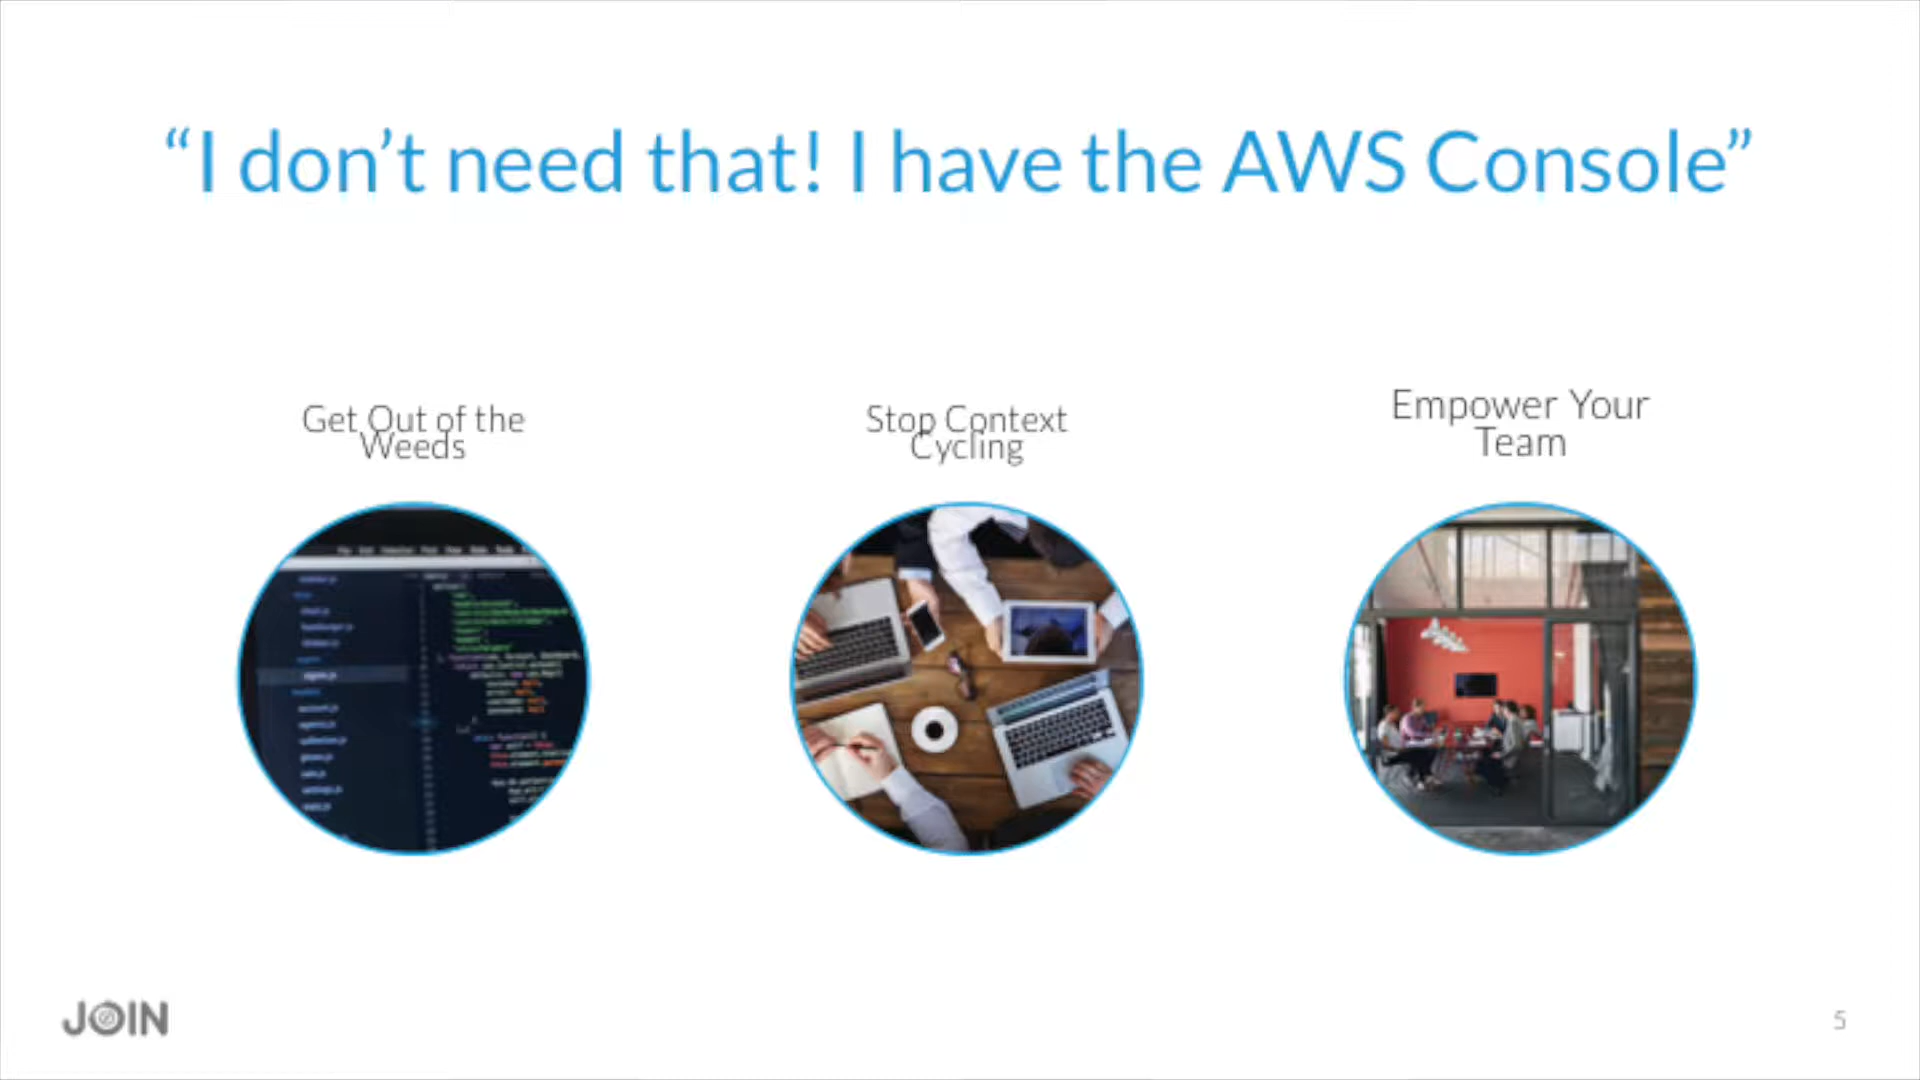 “I don’t need that! I have the AWS Console”
Get Out of the
Weeds
Stop Context
Cycling
Empower Your
Team
JOIN
5